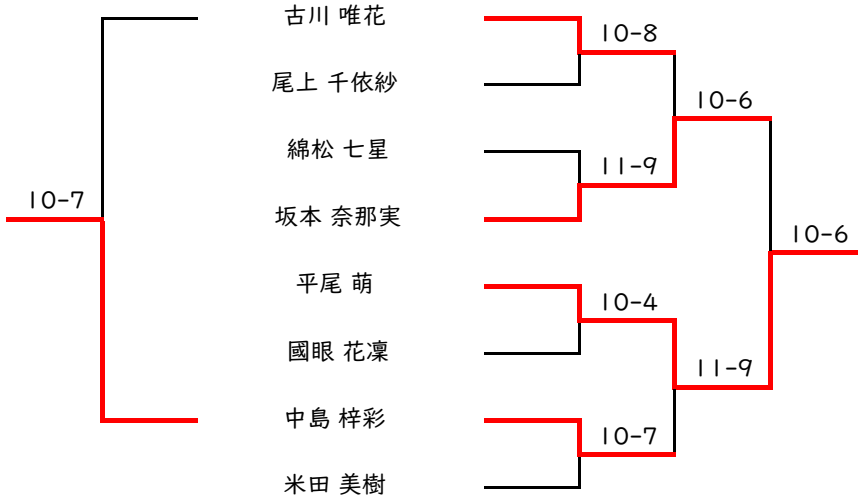 古川 唯花
10-8
尾上 千依紗
10-6
綿松 七星
11-9
10-7
坂本 奈那実
10-6
平尾 萌
10-4
國眼 花凜
11-9
中島 梓彩
10-7
米田 美樹